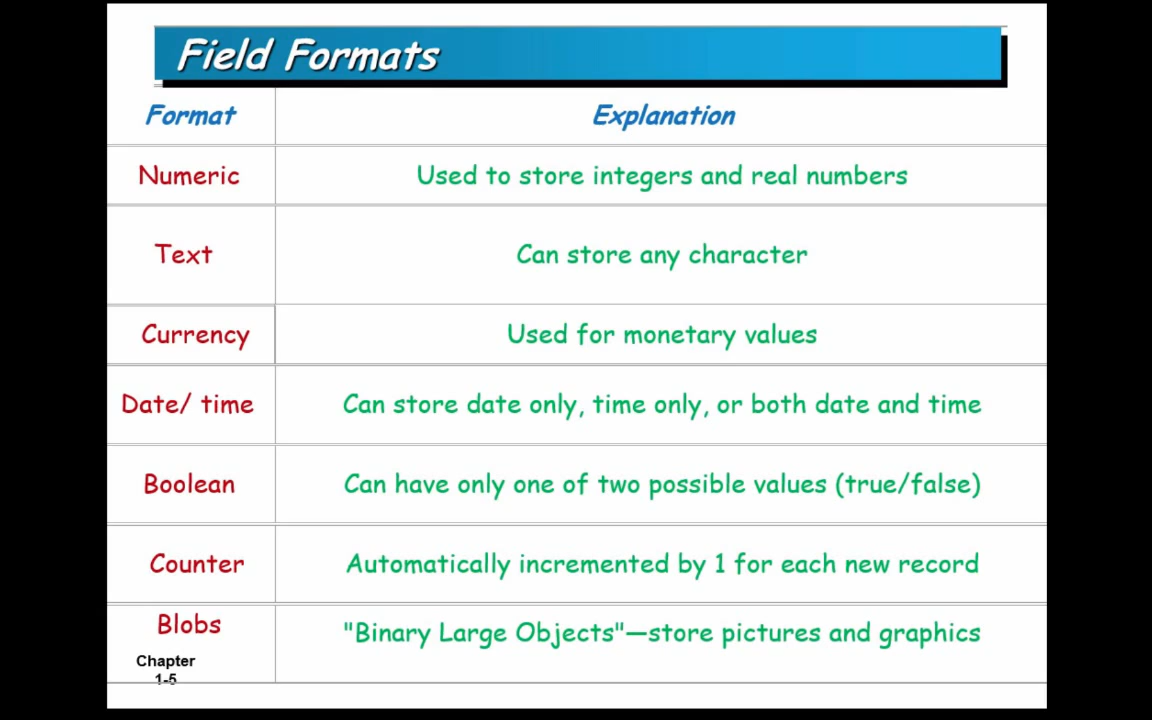 Field Formats
Format Explanation
Numeric Used to store integers and real numbers
Text Can store any character
Currency Used for monetary values
Date/ time Can store date only, time only, or both date and time
Boolean Can have only one of two possible values (true/false)
Counter Automatically incremented by 1 for each new record
Blobs "Binary Large Objects"—store pictures and graphics
Chapter
1-5